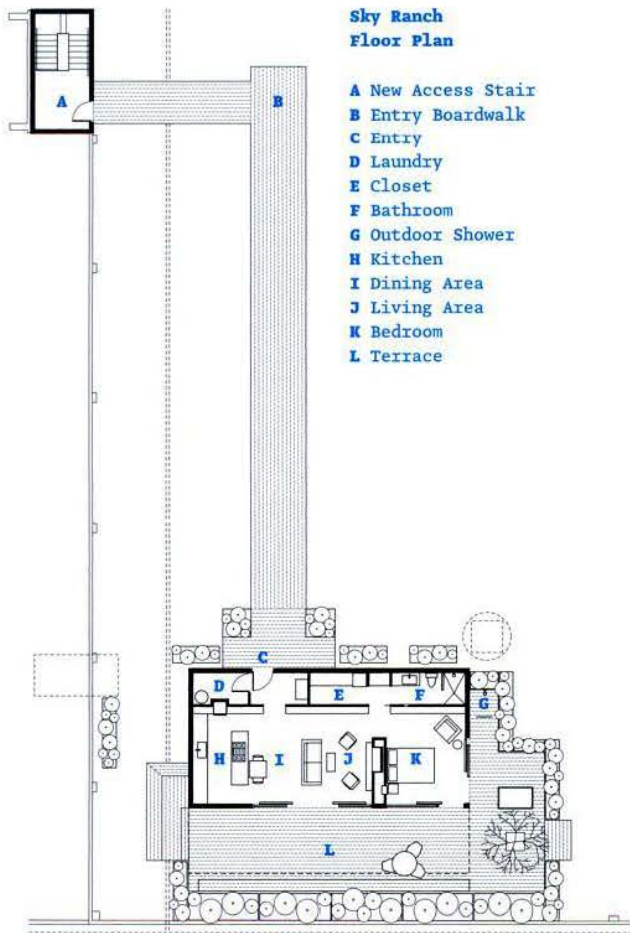 Sky Ranch
Floor Plan
A New Access Stair
B Entry Boardwalk
C Entry
D Laundry
E Closet
F Bathroom
G Outdoor Shower
H Kitchen
I Dining Area
J Living Area
K Bedroom
L Terrace
A
B
C
D
E
F
G
H
I
J
K
L